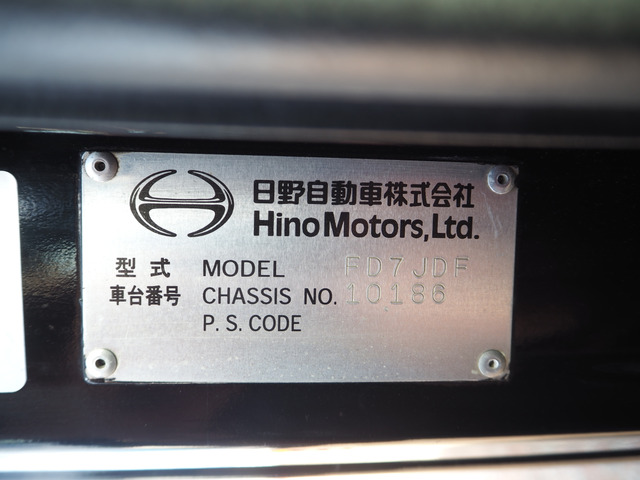 日野自動車株式会社
Hino Motors, Ltd.
型式 MODEL FD7JDF
車台番号 CHASSIS NO. 10186
P. S. CODE